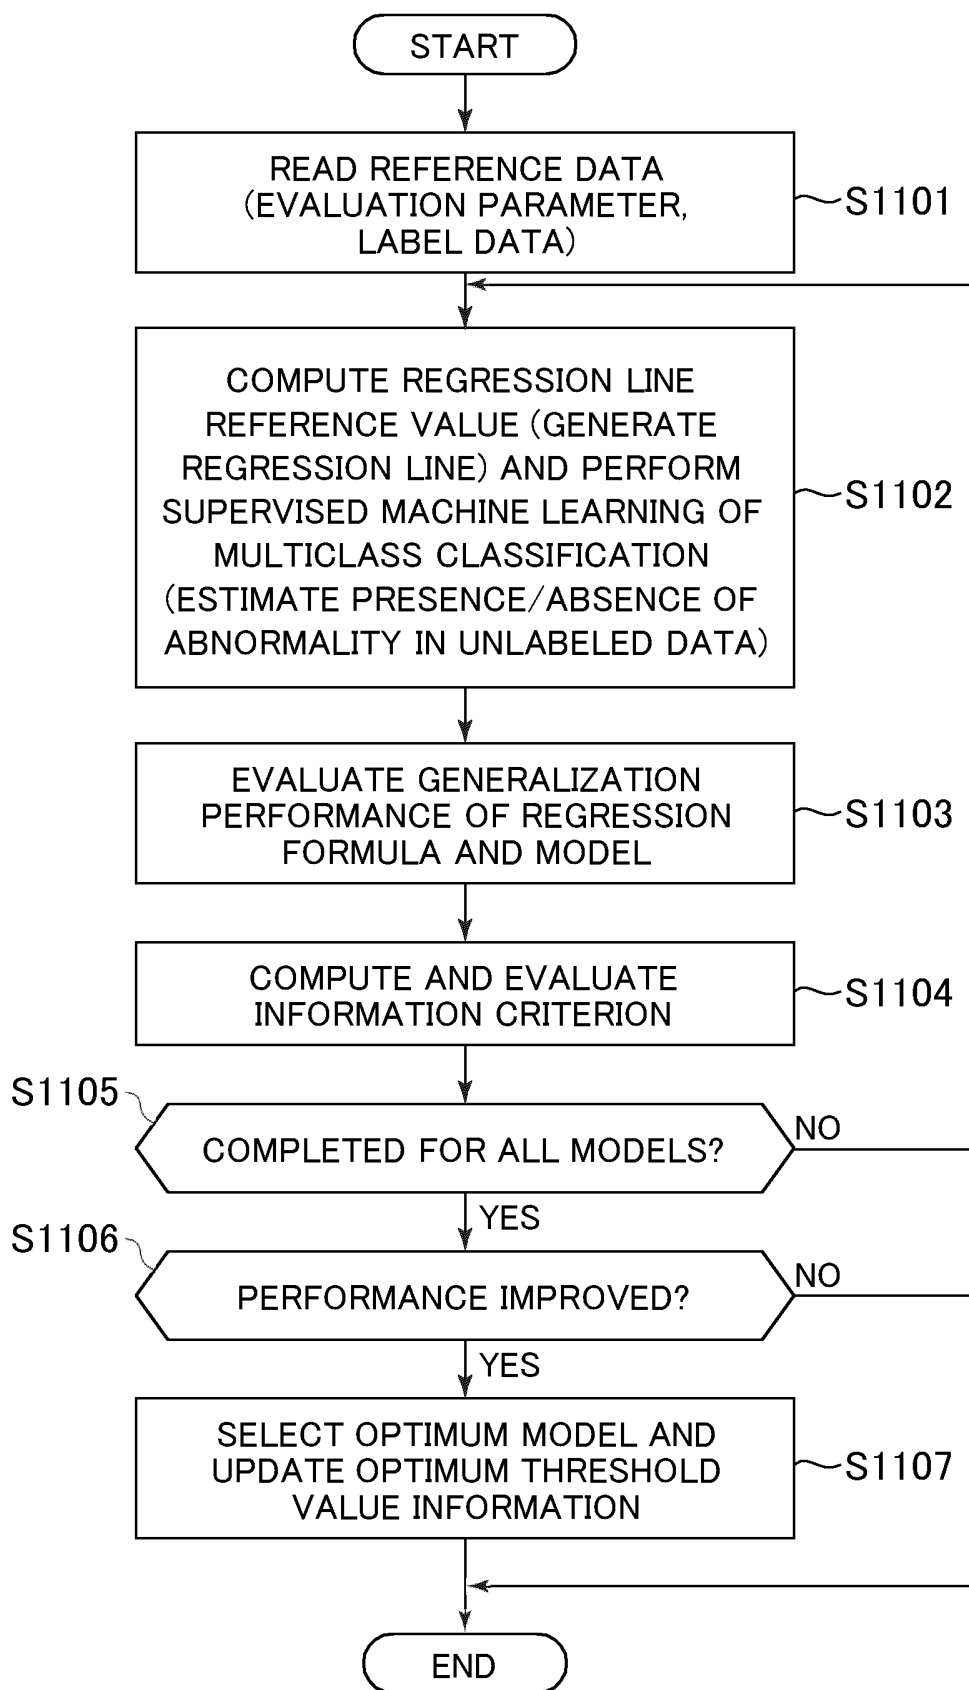 START
READ REFERENCE DATA
(EVALUATION PARAMETER,
LABEL DATA)
S1101
COMPUTE REGRESSION LINE
REFERENCE VALUE (GENERATE
REGRESSION LINE) AND PERFORM
SUPERVISED MACHINE LEARNING OF
MULTICLASS CLASSIFICATION
(ESTIMATE PRESENCE/ABSENCE OF
ABNORMALITY IN UNLABELED DATA)
S1102
EVALUATE GENERALIZATION
PERFORMANCE OF REGRESSION
FORMULA AND MODEL
S1103
COMPUTE AND EVALUATE
INFORMATION CRITERION
S1104
S1105
COMPLETED FOR ALL MODELS?
NO
YES
S1106
PERFORMANCE IMPROVED?
NO
YES
SELECT OPTIMUM MODEL AND
UPDATE OPTIMUM THRESHOLD
VALUE INFORMATION
S1107
END